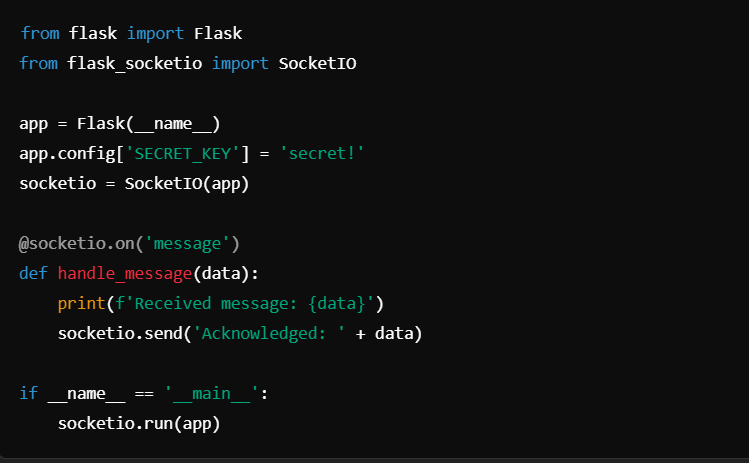 from flask import Flask
from flask_socketio import SocketIO
app = Flask(__name__)
app.config['SECRET_KEY'] = 'secret!'
socketio = SocketIO(app)
@socketio.on('message')
def handle_message(data):
    print(f'Received message: {data}')
    socketio.send('Acknowledged: ' + data)
if __name__ == '__main__':
    socketio.run(app)